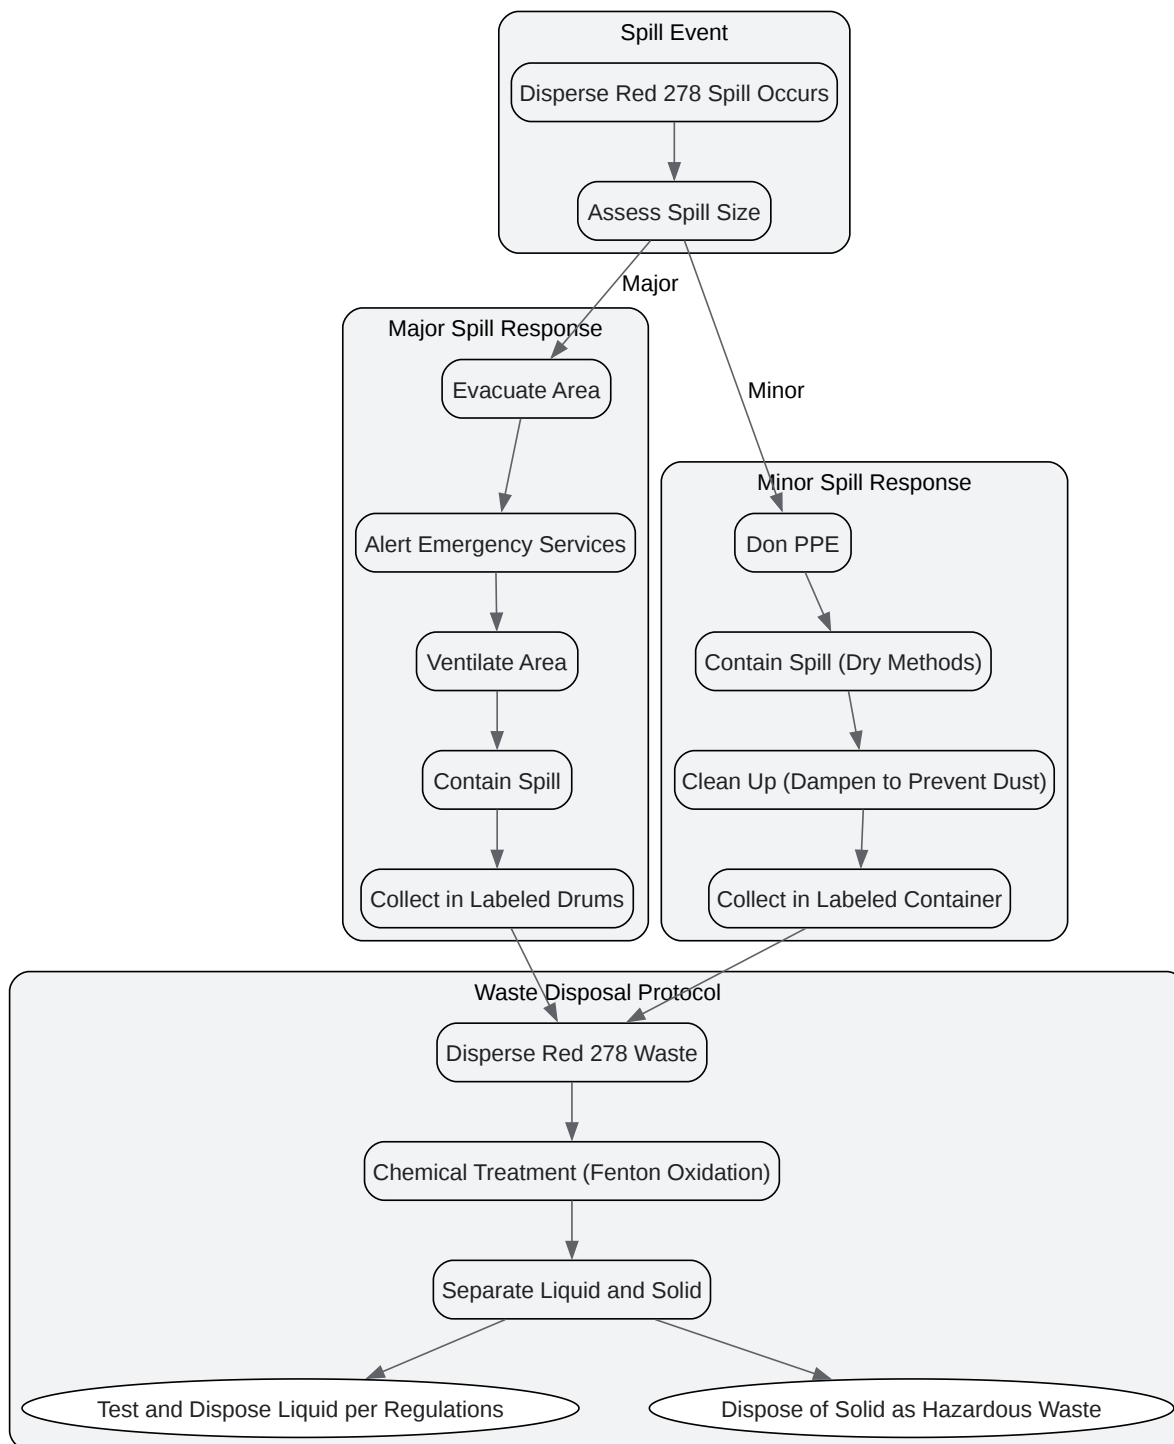 Spill Event
Disperse Red 278 Spill Occurs
Assess Spill Size
Major
Minor
Major Spill Response
Evacuate Area
Alert Emergency Services
Ventilate Area
Contain Spill
Collect in Labeled Drums
Minor Spill Response
Don PPE
Contain Spill (Dry Methods)
Clean Up (Dampen to Prevent Dust)
Collect in Labeled Container
Waste Disposal Protocol
Disperse Red 278 Waste
Chemical Treatment (Fenton Oxidation)
Separate Liquid and Solid
Test and Dispose Liquid per Regulations
Dispose of Solid as Hazardous Waste